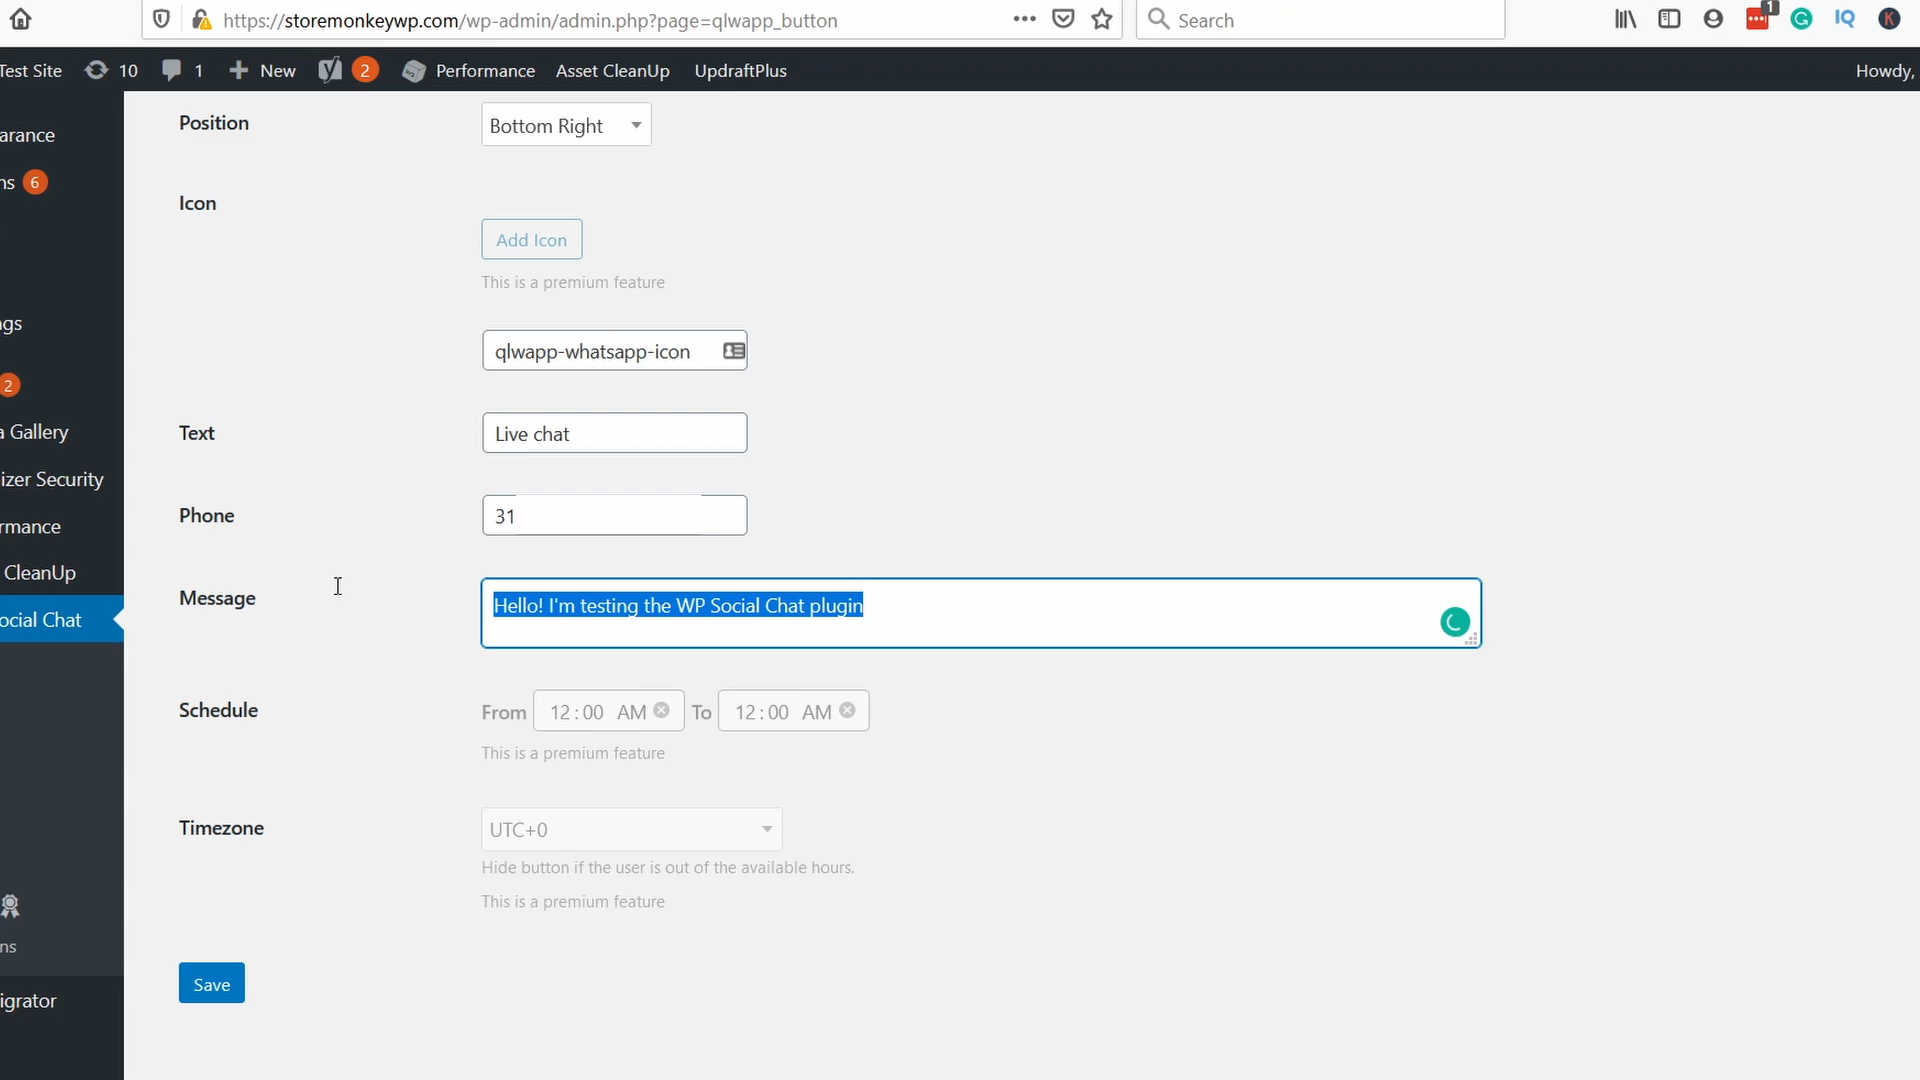 https://storemonkeywp.com/wp-admin/admin.php?page=qlwapp_button
Search
1
Test Site
10
1
New
2
Performance
Asset CleanUp
UpdraftPlus
Howdy,
arance
ns 6
ngs
2
a Gallery
izer Security
rmance
CleanUp
ocial Chat
ns
igrator
Position
Bottom Right
Icon
Add Icon
This is a premium feature
qlwapp-whatsapp-icon
Text
Live chat
Phone
31
Message
Hello! I'm testing the WP Social Chat plugin
Schedule
From 12:00 AM To 12:00 AM
This is a premium feature
Timezone
UTC+0
Hide button if the user is out of the available hours.
This is a premium feature
Save